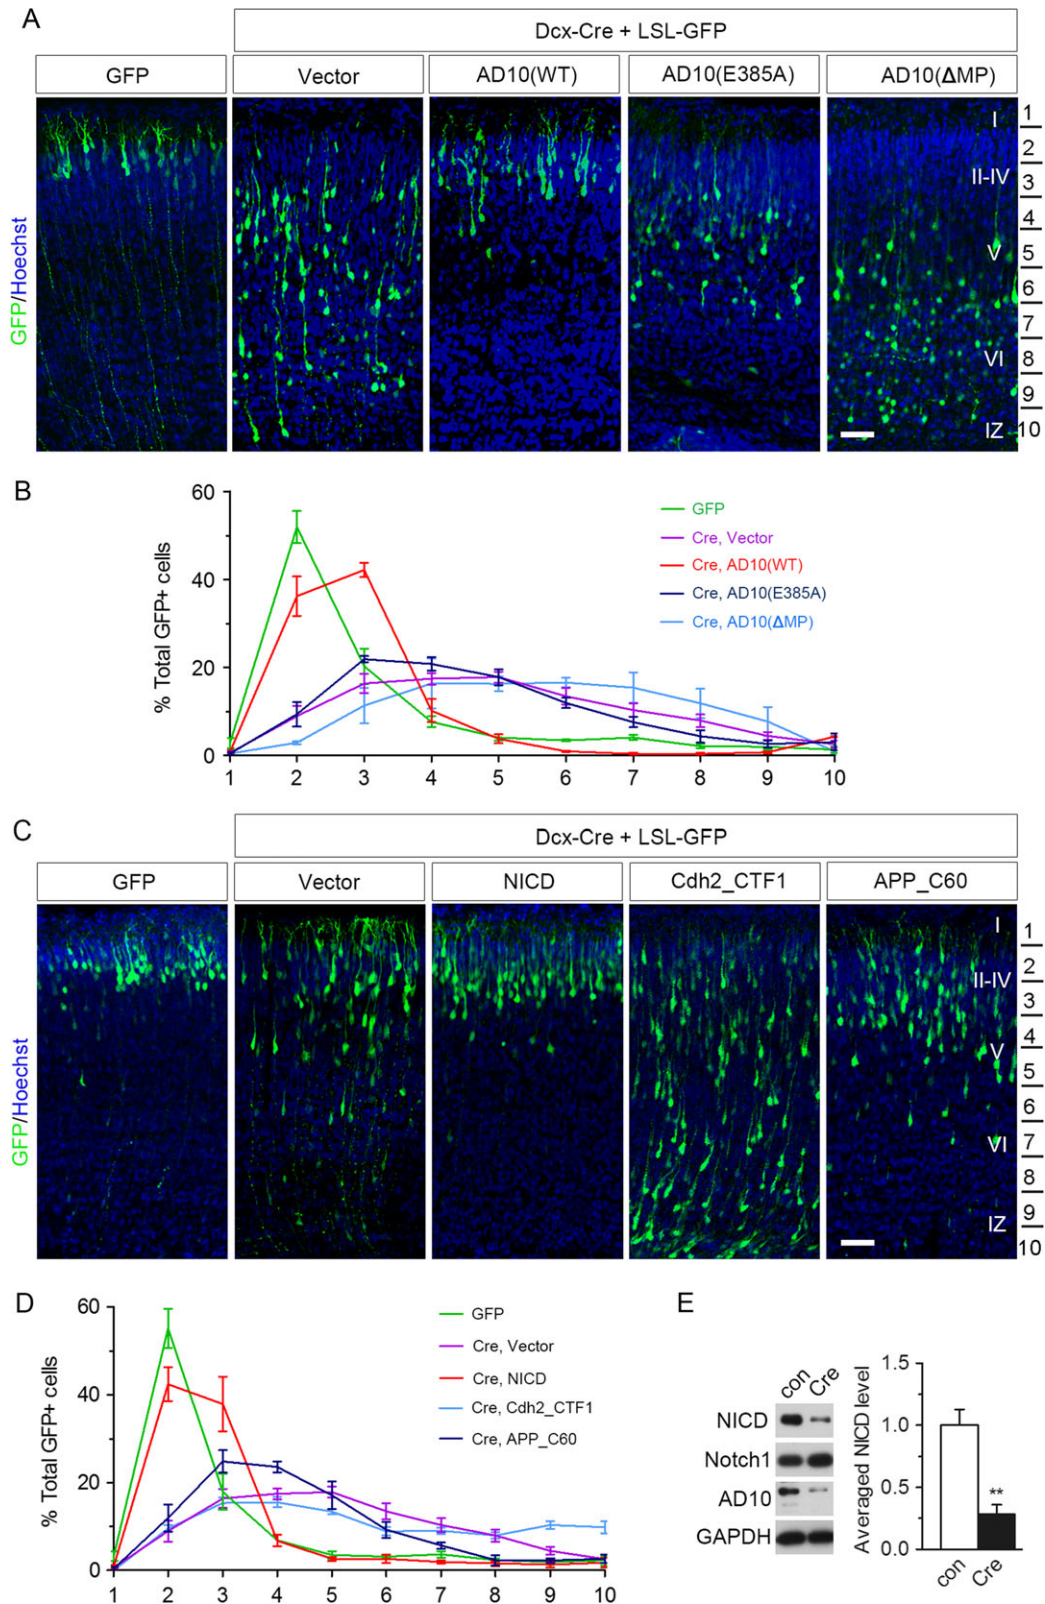 A
Dcx-Cre + LSL-GFP
GFP
Vector
AD10(WT)
AD10(E385A)
AD10(ΔMP)
GFP/Hoechst
I
II-IV
V
VI
IZ
1
2
3
4
5
6
7
8
9
10
B
% Total GFP+ cells
60
40
20
0
1 2 3 4 5 6 7 8 9 10
GFP
Cre, Vector
Cre, AD10(WT)
Cre, AD10(E385A)
Cre, AD10(ΔMP)
C
Dcx-Cre + LSL-GFP
GFP
Vector
NICD
Cdh2_CTF1
APP_C60
GFP/Hoechst
I
II-IV
V
VI
IZ
1
2
3
4
5
6
7
8
9
10
D
% Total GFP+ cells
60
40
20
0
1 2 3 4 5 6 7 8 9 10
GFP
Cre, Vector
Cre, NICD
Cre, Cdh2_CTF1
Cre, APP_C60
E
con Cre
NICD
Notch1
AD10
GAPDH
Averaged NICD level
1.5
1.0
0.5
0.0
**
con Cre